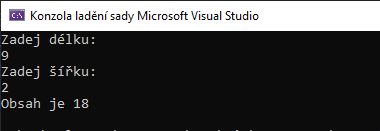 Konzola ladění sady Microsoft Visual Studio
Zadej délku:
9
Zadej šířku:
2
Obsah je 18